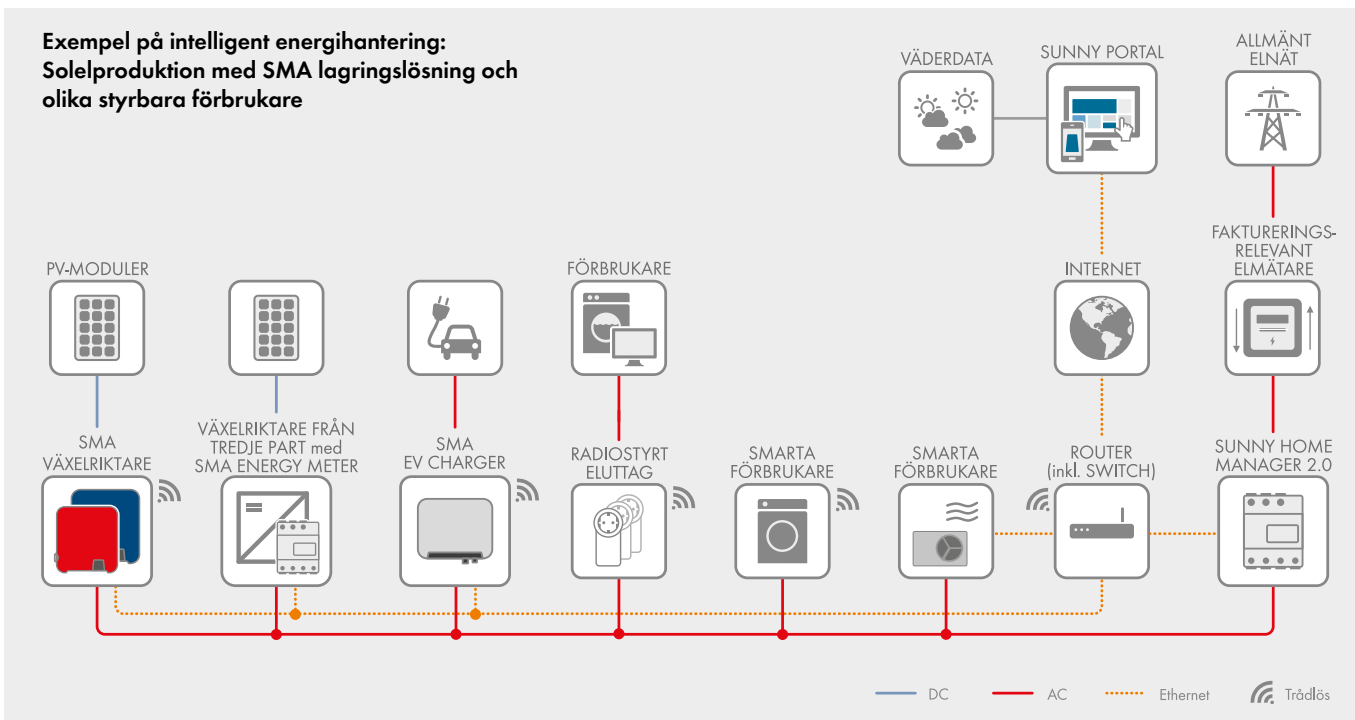 Exempel på intelligent energihantering:
Solelproduktion med SMA lagringslösning och
olika styrbara förbrukare
VÄDERDATA
SUNNY PORTAL
ALLMÄNT
ELNÄT
PV-MODULER
FÖRBRUKARE
INTERNET
FAKTURERINGS-
RELEVANT
ELMÄTARE
SMA
VÄXELRIKTARE
VÄXELRIKTARE FRÅN
TREDJE PART med
SMA ENERGY METER
SMA
EV CHARGER
RADIOSTYRT
ELUTTAG
SMARTA
FÖRBRUKARE
SMARTA
FÖRBRUKARE
ROUTER
(inkl. SWITCH)
SUNNY HOME
MANAGER 2.0
DC
AC
Ethernet
Trådlös